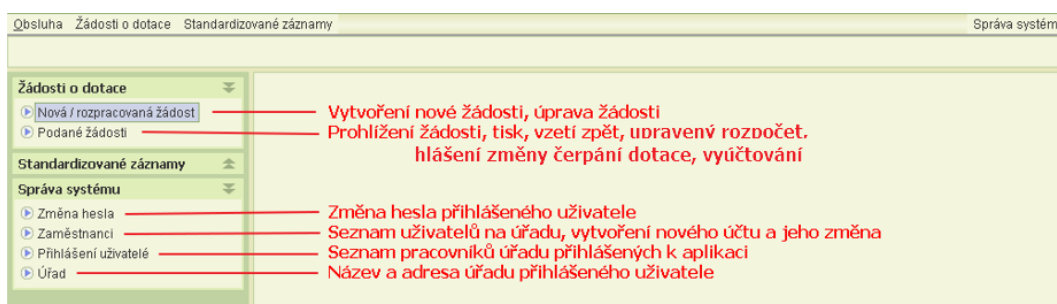 Obsluha Žádosti o dotace Standardizované záznamy Správa systém
Žádosti o dotace
Nová / rozpracovaná žádost Vytvoření nové žádosti, úprava žádosti
Podané žádosti Prohlížení žádosti, tisk, vzetí zpět, upravený rozpočet.
hlášení změny čerpání dotace, vyúčtování
Standardizované záznamy
Správa systému
Změna hesla Změna hesla přihlášeného uživatele
Zaměstnanci Seznam uživatelů na úřadu, vytvoření nového účtu a jeho změna
Přihlášení uživatelé Seznam pracovníků úřadu přihlášených k aplikaci
Úřad Název a adresa úřadu přihlášeného uživatele